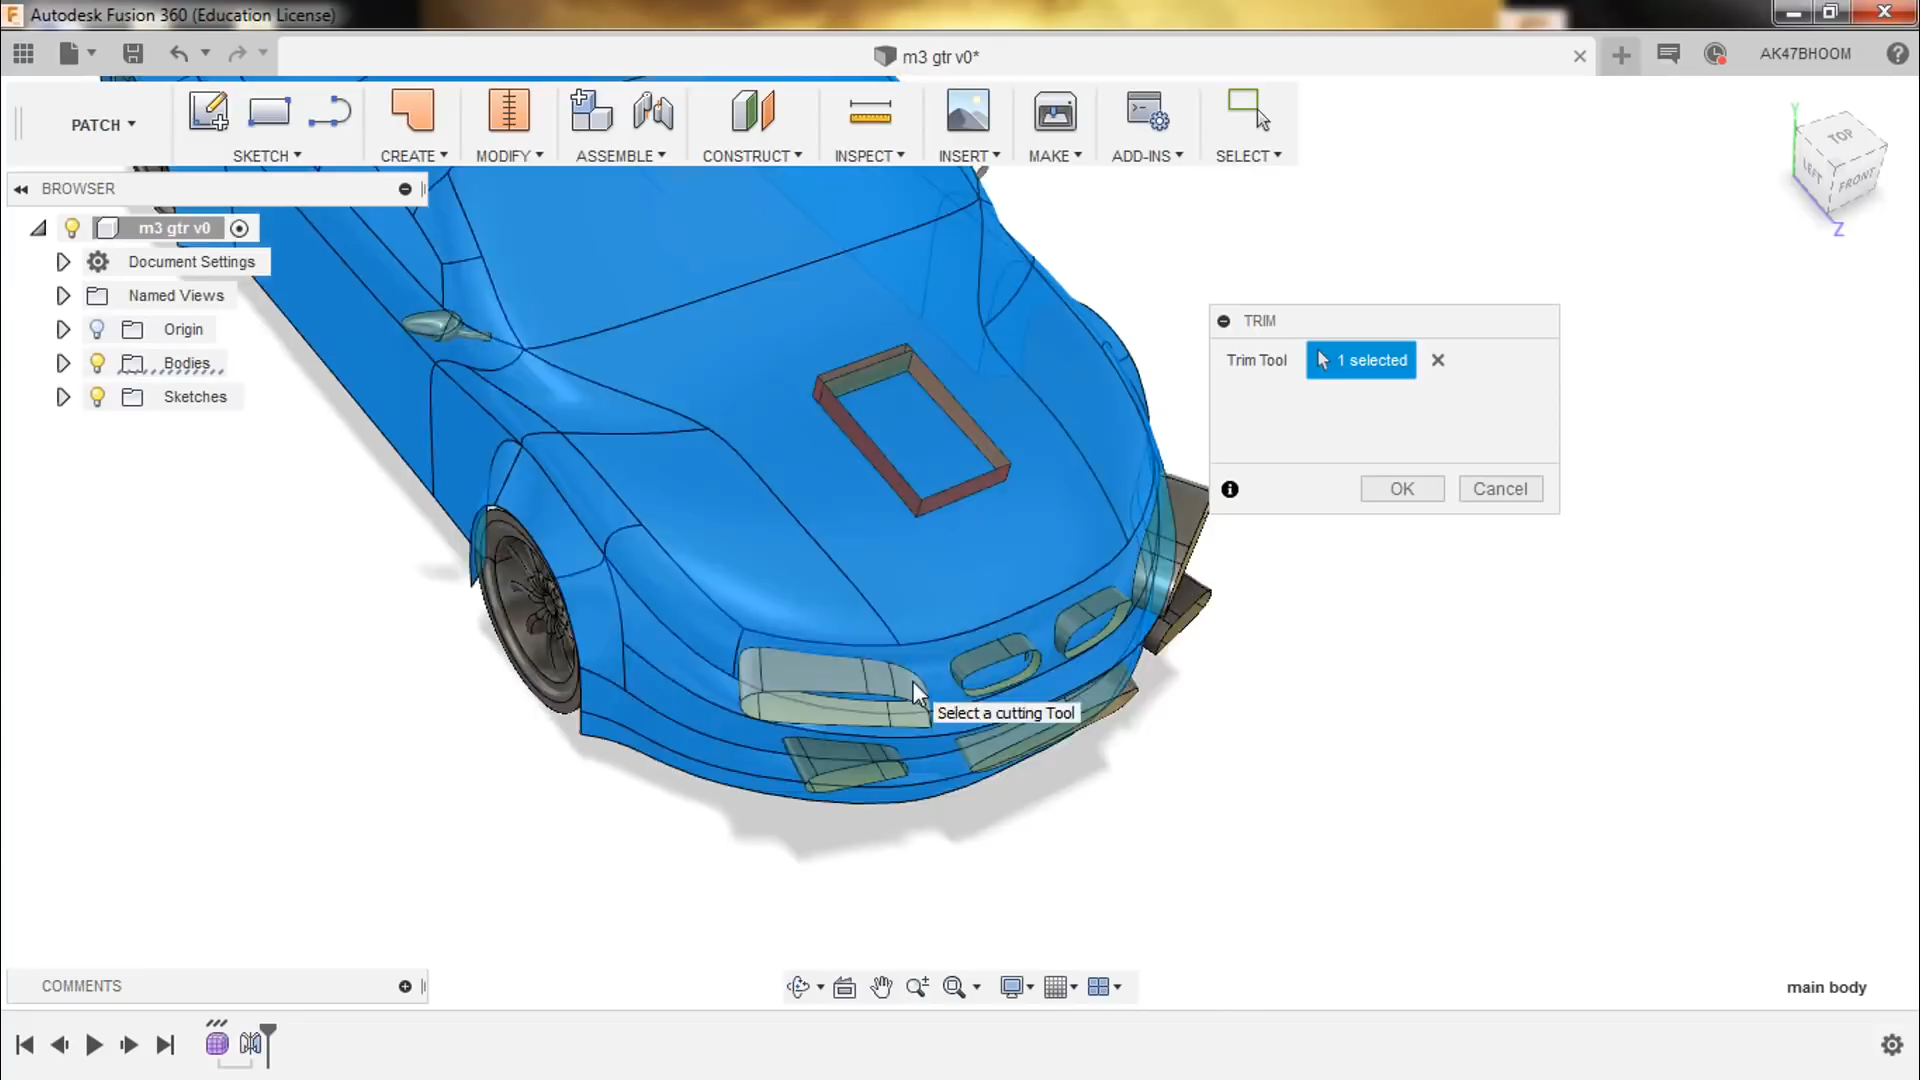 Autodesk Fusion 360 (Education License)
m3 gtr v0*
AK47BHOOM
PATCH
SKETCH
CREATE
MODIFY
ASSEMBLE
CONSTRUCT
INSPECT
INSERT
MAKE
ADD-INS
SELECT
TOP
LEFT
FRONT
Y
Z
BROWSER
m3 gtr v0
Document Settings
Named Views
Origin
Bodies
Sketches
TRIM
Trim Tool
1 selected
OK
Cancel
Select a cutting Tool
COMMENTS
main body